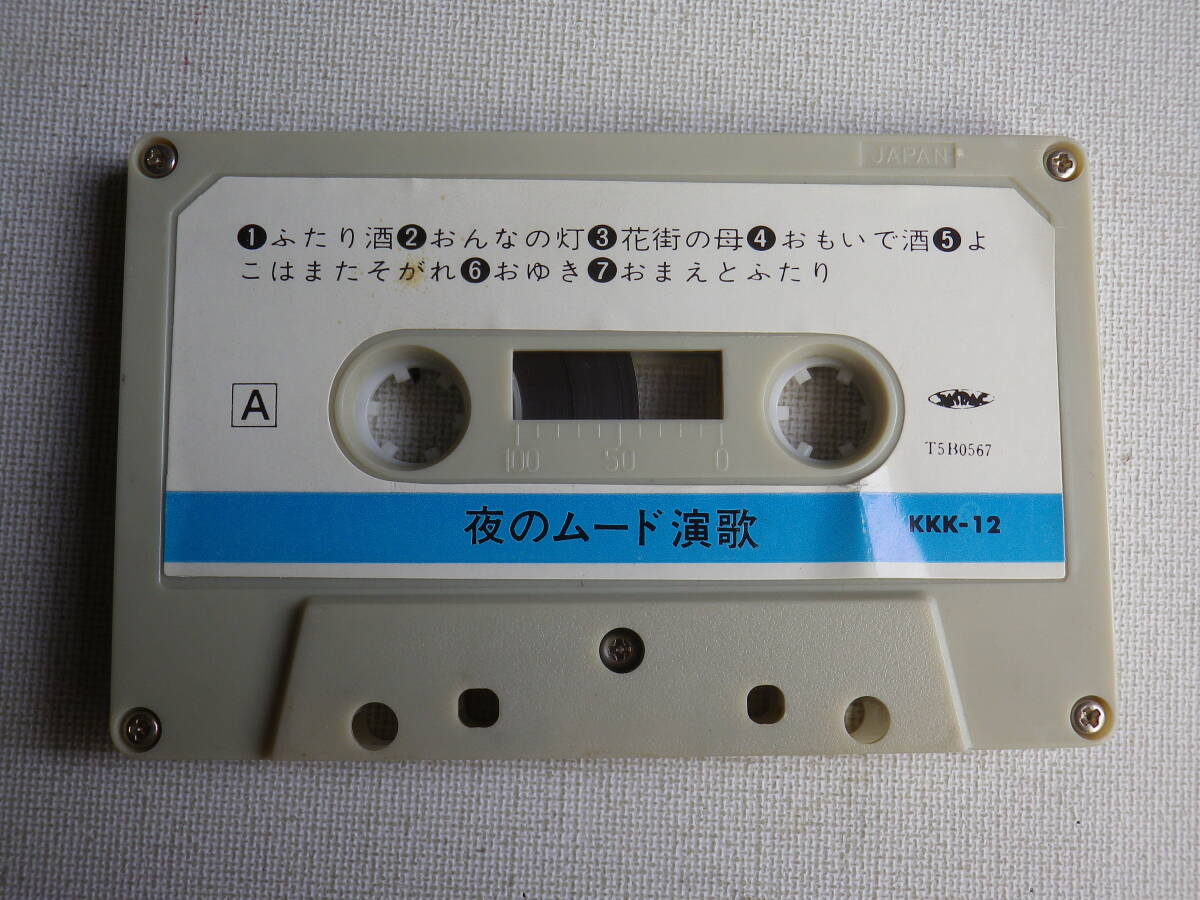 JAPAN
❶ふたり酒❷おんなの灯❸花街の母❹おもいで酒❺よ
こはまたそがれ❻おゆき❼おまえとふたり
A
100 50 0
JASRAC
T5B0567
夜のムード演歌
KKK-12